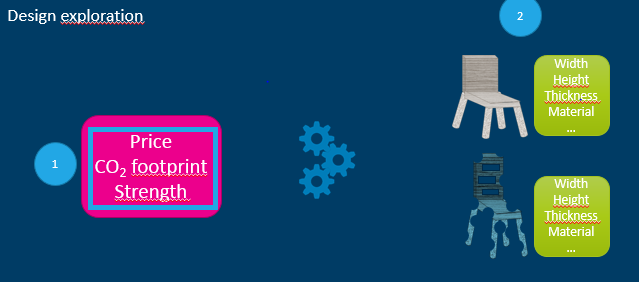 Design exploration
2
1
Price
CO₂ footprint
Strength
Width
Height
Thickness
Material
...
Width
Height
Thickness
Material
...